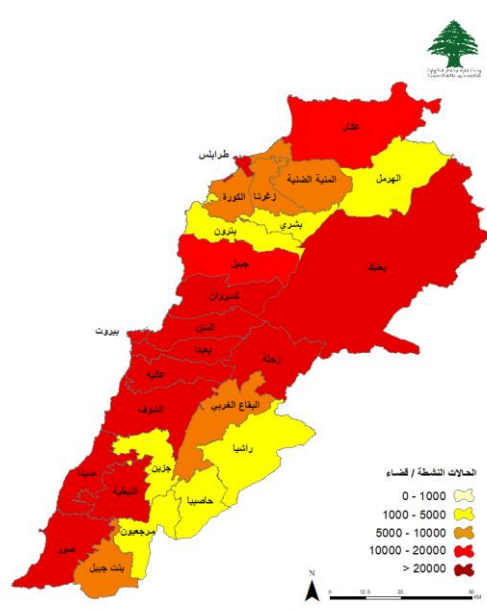 عكار
طرابلس
الهرمل
المنية الضنية
زغرتا
الكورة
بشري
بترون
بعلبك
جبيل
كسروان
المتن
بيروت
بعبدا
زحلة
عاليه
الشوف
البقاع الغربي
راشيا
جزين
صيدا
النبطية
حاصبيا
مرجعيون
صور
بنت جبيل
الحالات النشطة / قضاء
0 - 1000
1000 - 5000
5000 - 10000
10000 - 20000
> 20000
N
0 12.5 25 50
KM